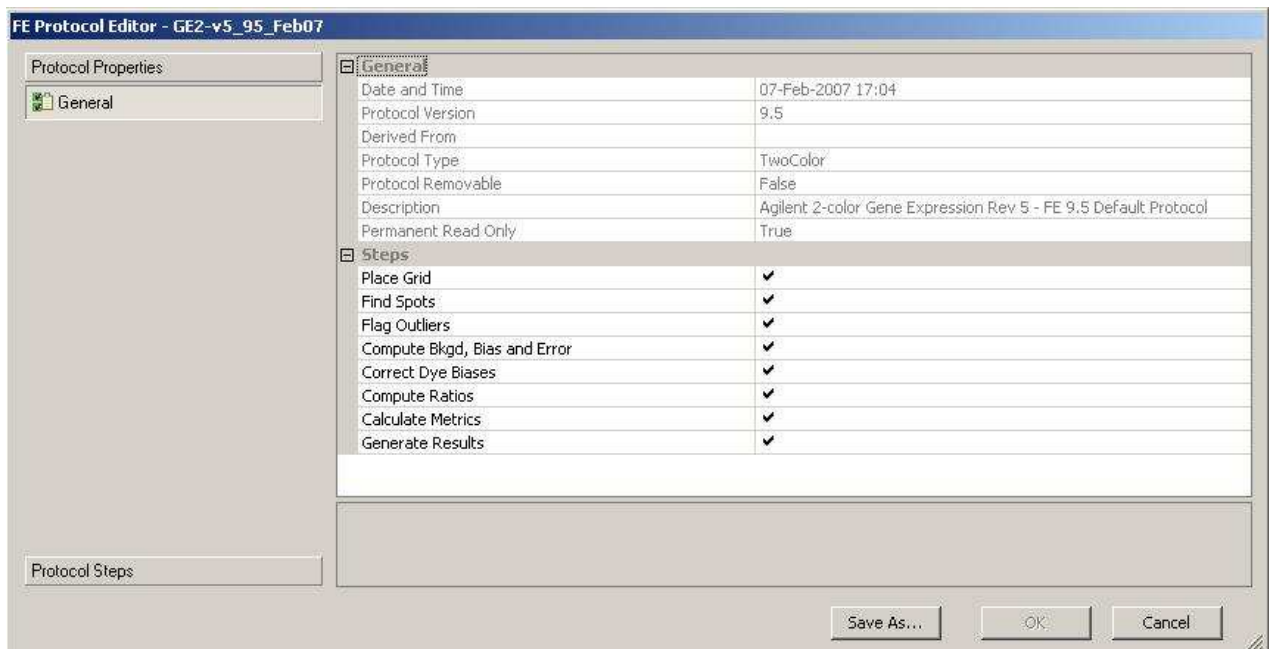 FE Protocol Editor - GE2-v5_95_Feb07
Protocol Properties
General
General
Date and Time 07-Feb-2007 17:04
Protocol Version 9.5
Derived From
Protocol Type TwoColor
Protocol Removable False
Description Agilent 2-color Gene Expression Rev 5 - FE 9.5 Default Protocol
Permanent Read Only True
Steps
Place Grid
Find Spots
Flag Outliers
Compute Bkgd, Bias and Error
Correct Dye Biases
Compute Ratios
Calculate Metrics
Generate Results
Protocol Steps
Save As... OK Cancel